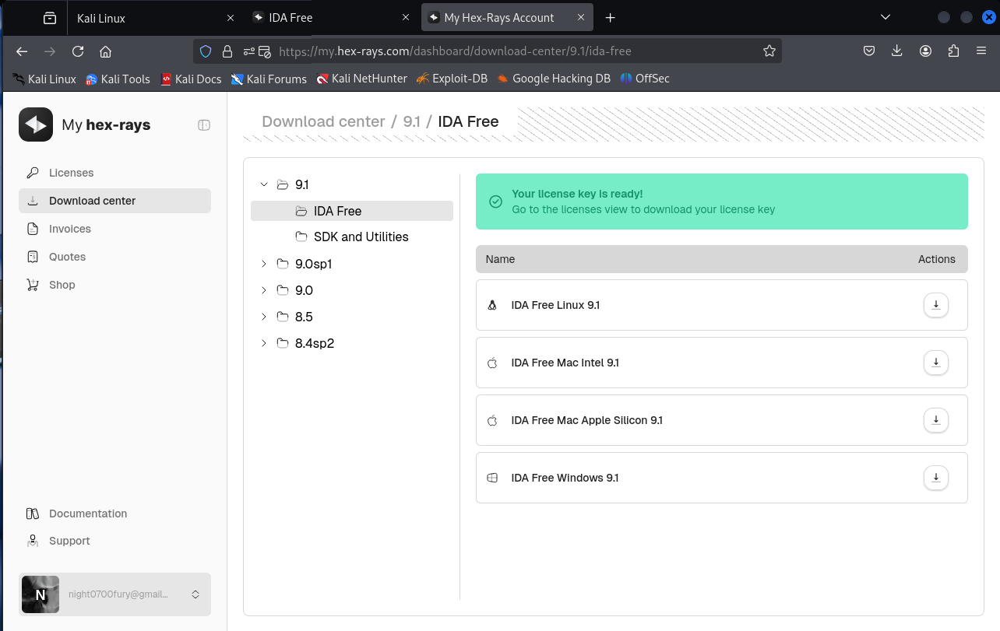 Kali Linux
IDA Free
My Hex-Rays Account
https://my.hex-rays.com/dashboard/download-center/9.1/ida-free
Kali Linux Kali Tools Kali Docs Kali Forums Kali NetHunter Exploit-DB Google Hacking DB OffSec
My hex-rays
Licenses
Download center
Invoices
Quotes
Shop
Documentation
Support
N
night0700fury@gmail...
Download center / 9.1 / IDA Free
9.1
IDA Free
SDK and Utilities
9.0sp1
9.0
8.5
8.4sp2
Your license key is ready!
Go to the licenses view to download your license key
Name Actions
IDA Free Linux 9.1
IDA Free Mac Intel 9.1
IDA Free Mac Apple Silicon 9.1
IDA Free Windows 9.1